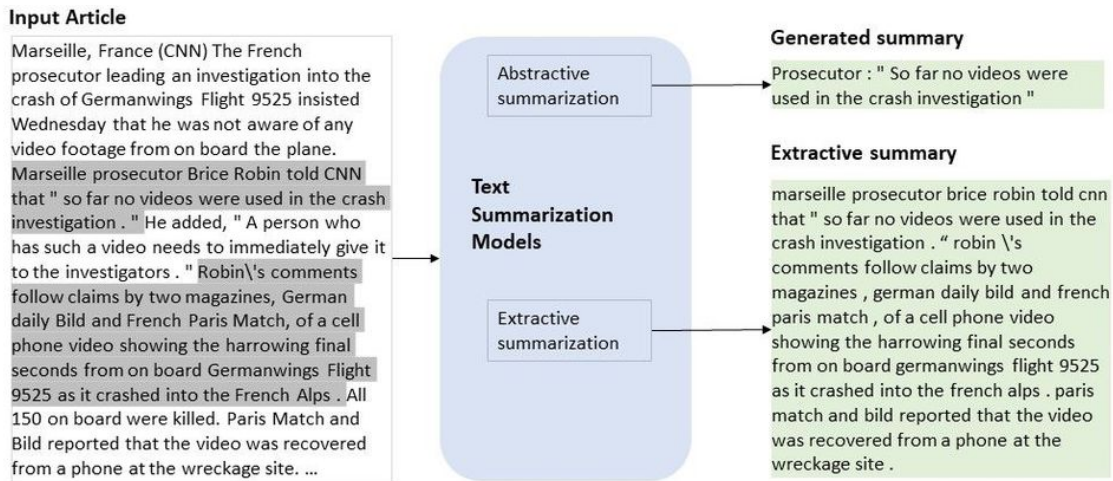 Input Article
Marseille, France (CNN) The French
prosecutor leading an investigation into the
crash of Germanwings Flight 9525 insisted
Wednesday that he was not aware of any
video footage from on board the plane.
Marseille prosecutor Brice Robin told CNN
that " so far no videos were used in the crash
investigation . " He added, " A person who
has such a video needs to immediately give it
to the investigators . " Robin\'s comments
follow claims by two magazines, German
daily Bild and French Paris Match, of a cell
phone video showing the harrowing final
seconds from on board Germanwings Flight
9525 as it crashed into the French Alps . All
150 on board were killed. Paris Match and
Bild reported that the video was recovered
from a phone at the wreckage site. ...
Abstractive
summarization
Text
Summarization
Models
Extractive
summarization
Generated summary
Prosecutor : " So far no videos were
used in the crash investigation "
Extractive summary
marseille prosecutor brice robin told cnn
that " so far no videos were used in the
crash investigation . “ robin \'s
comments follow claims by two
magazines , german daily bild and french
paris match , of a cell phone video
showing the harrowing final seconds
from on board germanwings flight 9525
as it crashed into the french alps . paris
match and bild reported that the video
was recovered from a phone at the
wreckage site .